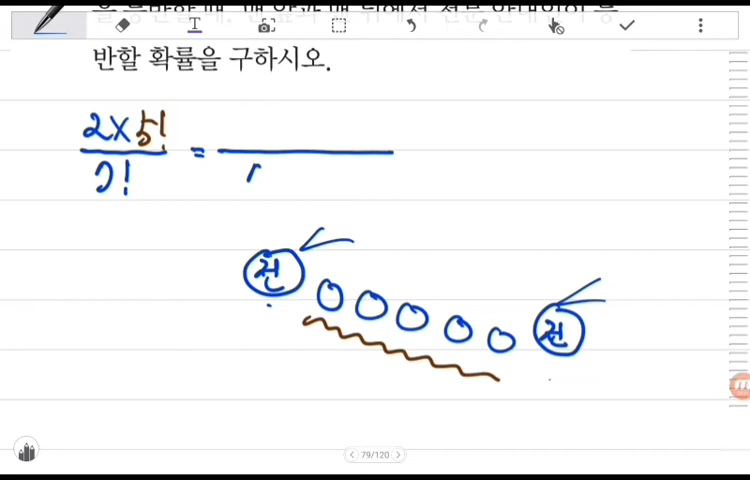 반할 확률을 구하시오.
2×5!
7! =
전
전
79/120